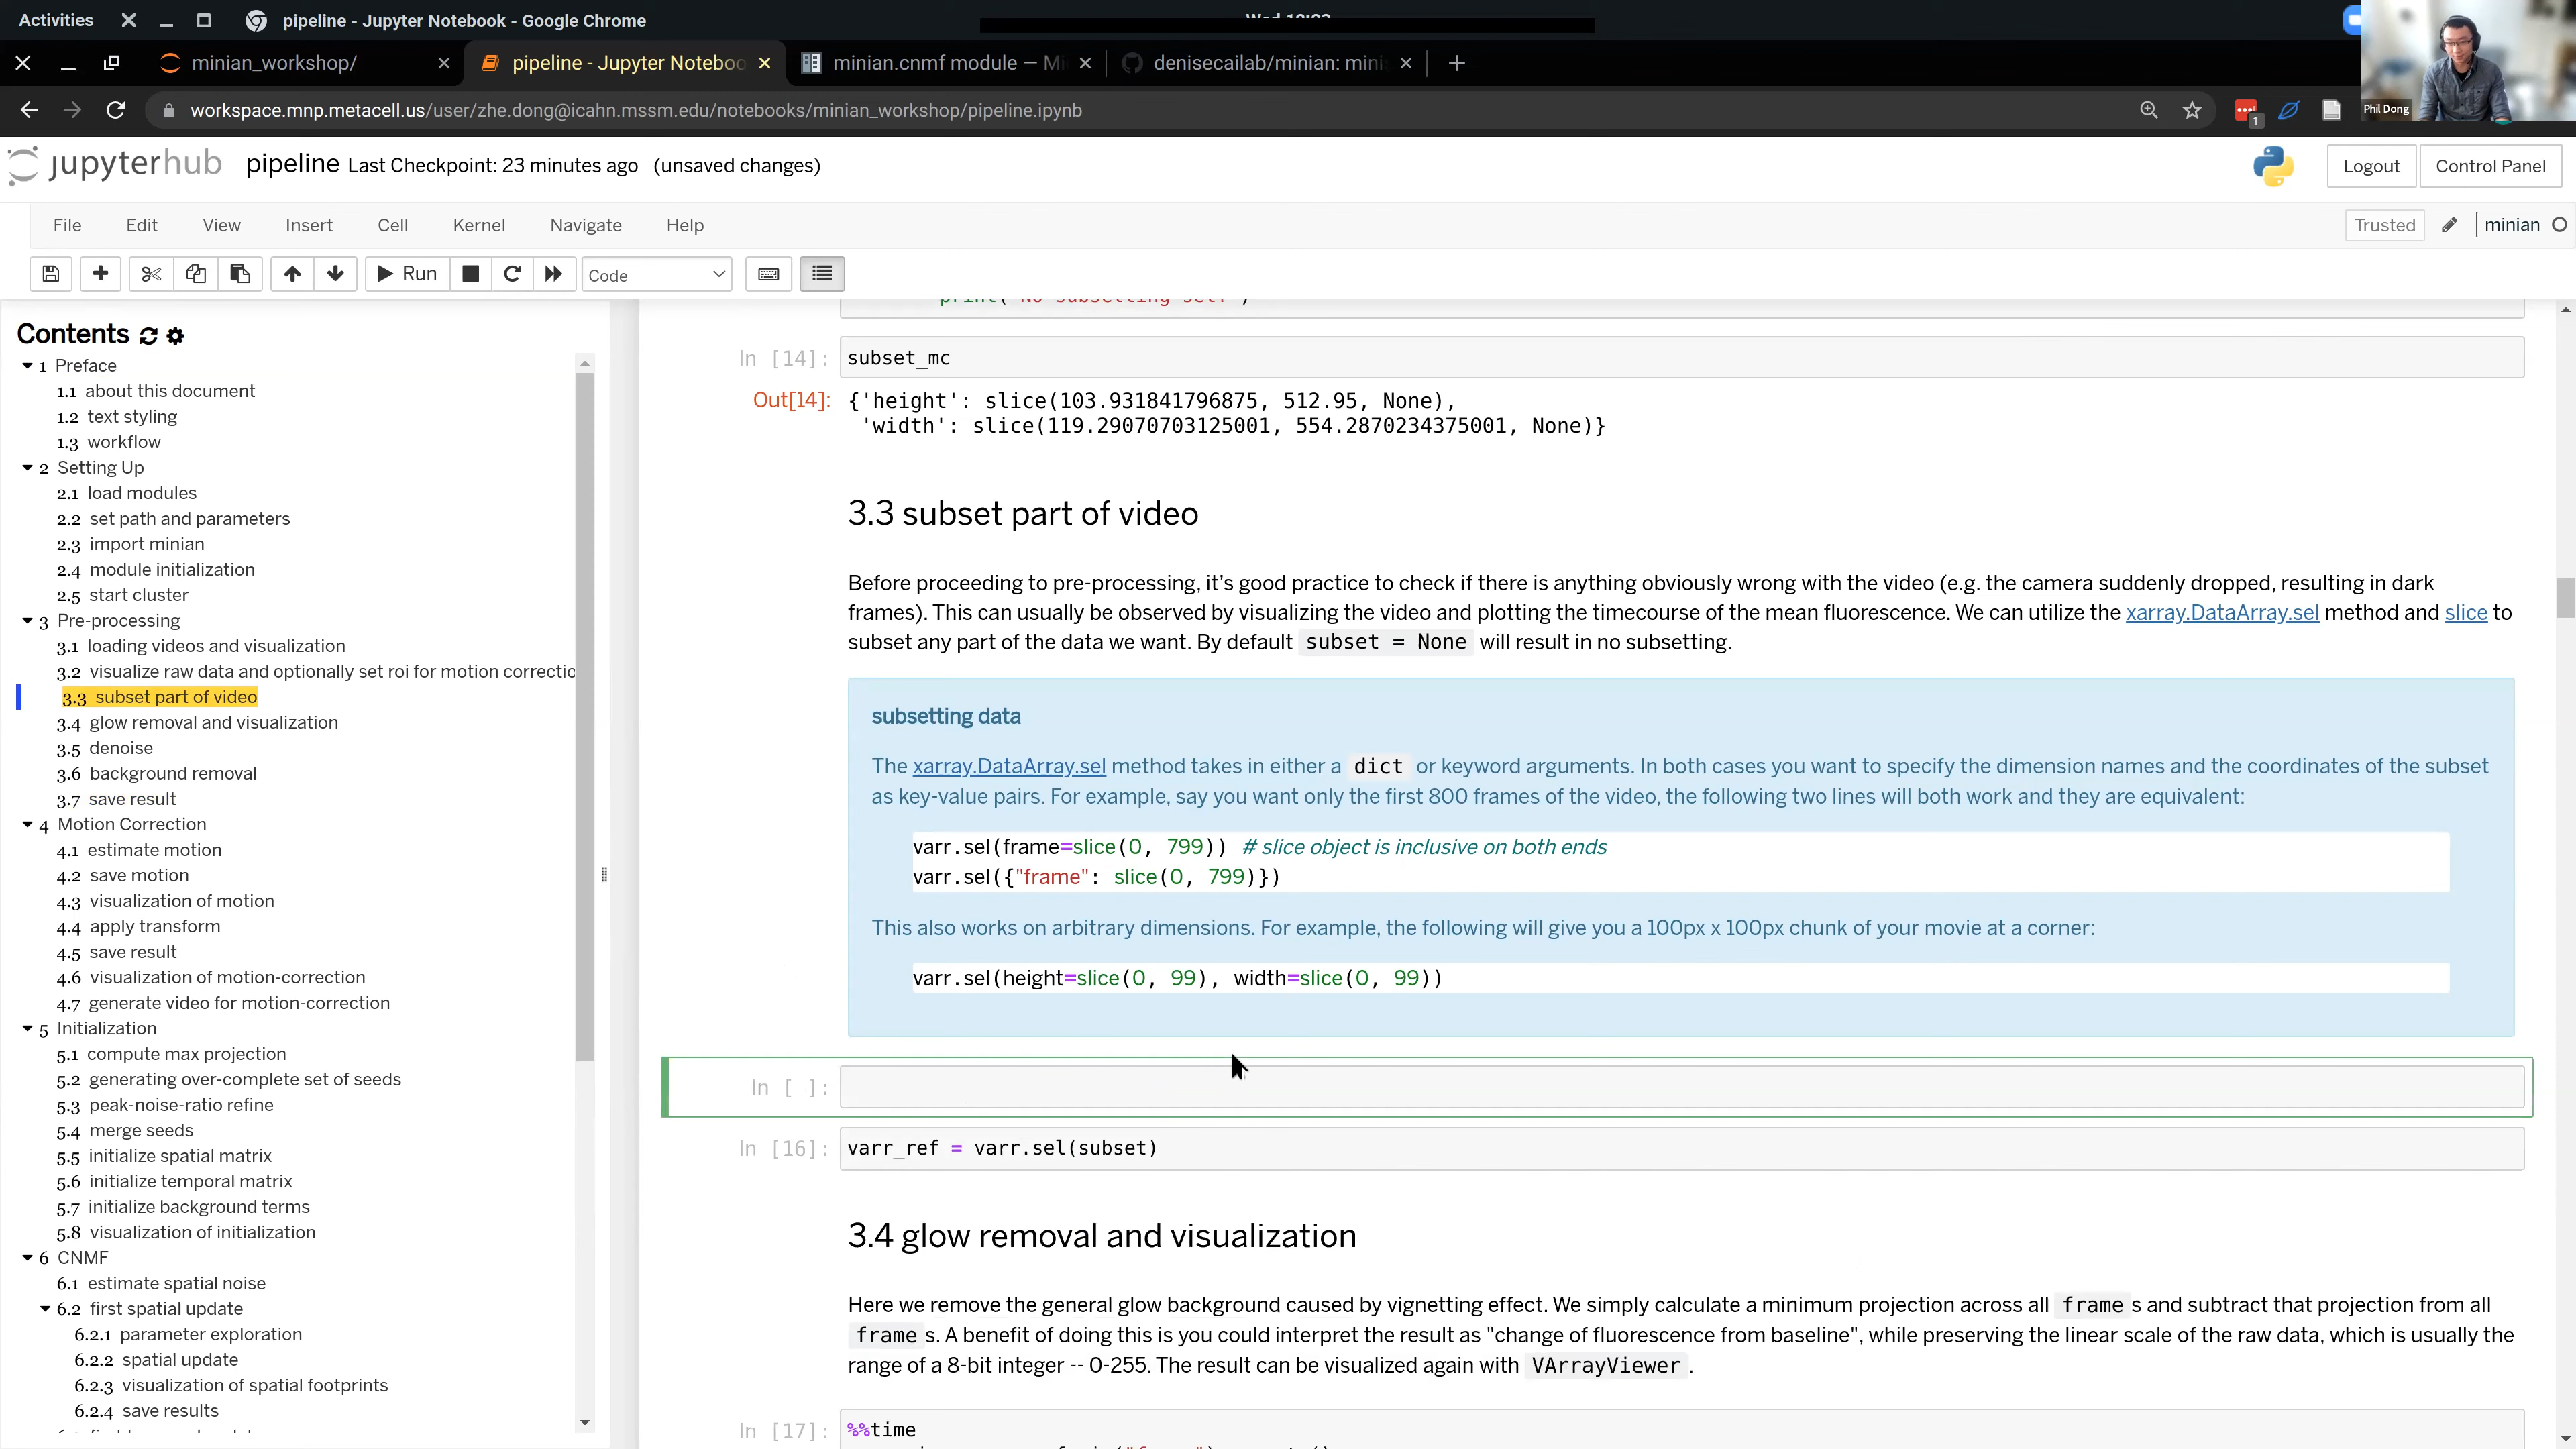 Activities
pipeline - Jupyter Notebook - Google Chrome
minian_workshop/
pipeline - Jupyter Noteboo
minian.cnmf module — Mi
denisecailab/minian: mini
workspace.mnp.metacell.us/user/zhe.dong@icahn.mssm.edu/notebooks/minian_workshop/pipeline.ipynb
1
Phil Dong
jupyterhub pipeline Last Checkpoint: 23 minutes ago (unsaved changes)
Logout
Control Panel
File Edit View Insert Cell Kernel Navigate Help
Trusted
minian
Run
Code
Contents
1 Preface
1.1 about this document
1.2 text styling
1.3 workflow
2 Setting Up
2.1 load modules
2.2 set path and parameters
2.3 import minian
2.4 module initialization
2.5 start cluster
3 Pre-processing
3.1 loading videos and visualization
3.2 visualize raw data and optionally set roi for motion correctio
3.3 subset part of video
3.4 glow removal and visualization
3.5 denoise
3.6 background removal
3.7 save result
4 Motion Correction
4.1 estimate motion
4.2 save motion
4.3 visualization of motion
4.4 apply transform
4.5 save result
4.6 visualization of motion-correction
4.7 generate video for motion-correction
5 Initialization
5.1 compute max projection
5.2 generating over-complete set of seeds
5.3 peak-noise-ratio refine
5.4 merge seeds
5.5 initialize spatial matrix
5.6 initialize temporal matrix
5.7 initialize background terms
5.8 visualization of initialization
6 CNMF
6.1 estimate spatial noise
6.2 first spatial update
6.2.1 parameter exploration
6.2.2 spatial update
6.2.3 visualization of spatial footprints
6.2.4 save results
In [14]: subset_mc
Out[14]: {'height': slice(103.931841796875, 512.95, None),
'width': slice(119.29070703125001, 554.2870234375001, None)}
3.3 subset part of video
Before proceeding to pre-processing, it's good practice to check if there is anything obviously wrong with the video (e.g. the camera suddenly dropped, resulting in dark
frames). This can usually be observed by visualizing the video and plotting the timecourse of the mean fluorescence. We can utilize the xarray.DataArray.sel method and slice to
subset any part of the data we want. By default subset = None will result in no subsetting.
subsetting data
The xarray.DataArray.sel method takes in either a dict or keyword arguments. In both cases you want to specify the dimension names and the coordinates of the subset
as key-value pairs. For example, say you want only the first 800 frames of the video, the following two lines will both work and they are equivalent:
varr.sel(frame=slice(0, 799)) # slice object is inclusive on both ends
varr.sel({"frame": slice(0, 799)})
This also works on arbitrary dimensions. For example, the following will give you a 100px x 100px chunk of your movie at a corner:
varr.sel(height=slice(0, 99), width=slice(0, 99))
In [ ]:
In [16]: varr_ref = varr.sel(subset)
3.4 glow removal and visualization
Here we remove the general glow background caused by vignetting effect. We simply calculate a minimum projection across all frame s and subtract that projection from all
frame s. A benefit of doing this is you could interpret the result as "change of fluorescence from baseline", while preserving the linear scale of the raw data, which is usually the
range of a 8-bit integer -- 0-255. The result can be visualized again with VArrayViewer .
In [17]: %%time